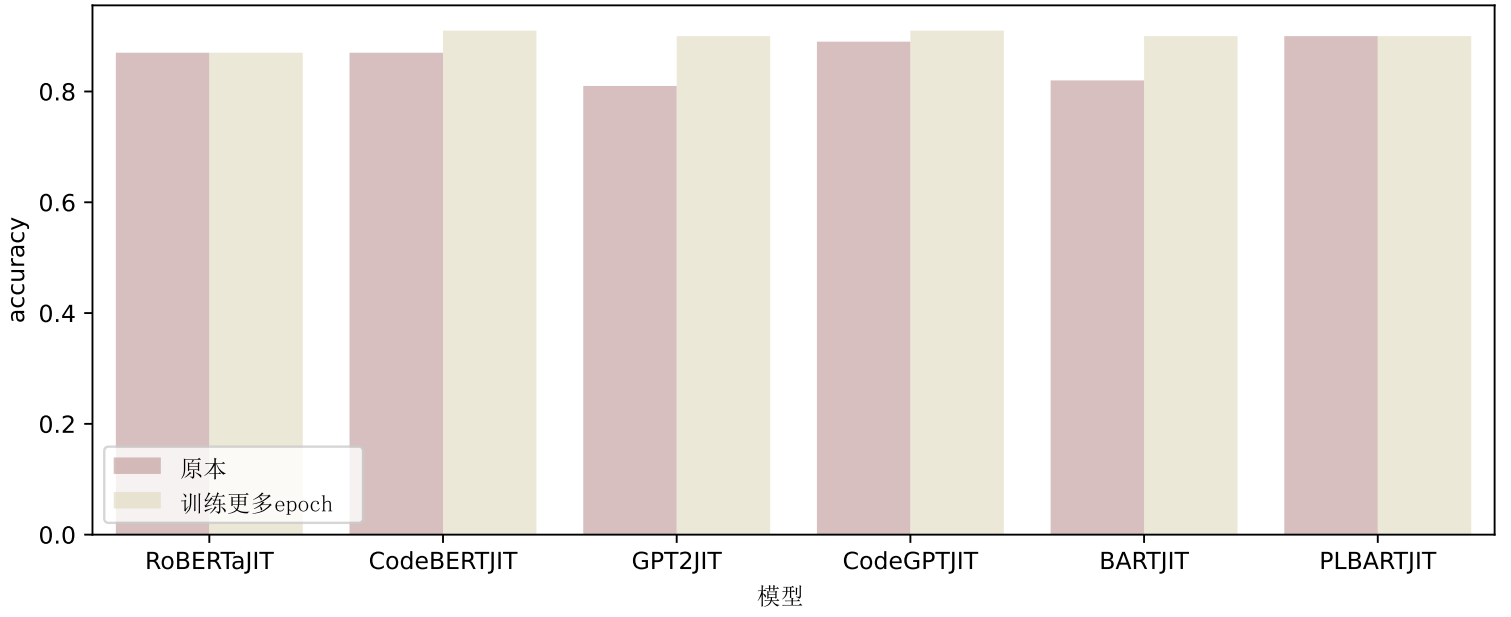 accuracy
0.8
0.6
0.4
0.2
0.0
原本
训练更多epoch
RoBERTaJIT CodeBERTJIT GPT2JIT CodeGPTJIT BARTJIT PLBARTJIT
模型